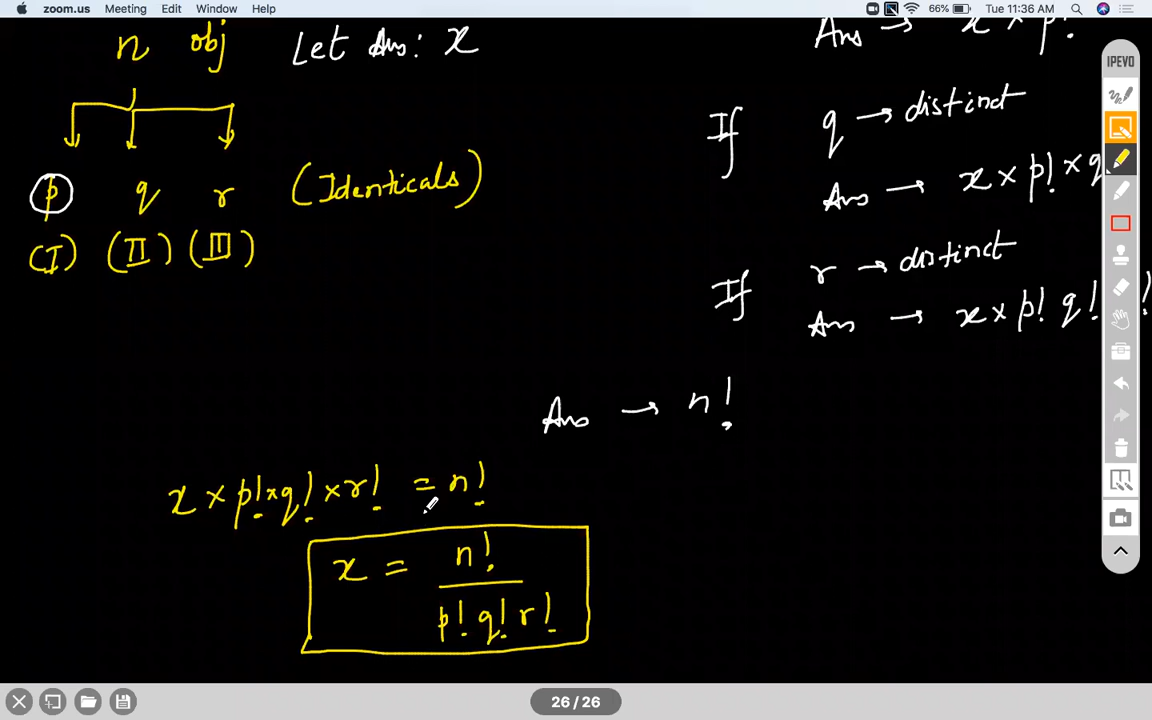 zoom.us Meeting Edit Window Help 66% Tue 11:36 AM
n obj Let Ans: x
p q r (Identicals)
(I) (II) (III)
Ans → x × p!
If q → distinct
Ans → x × p! × q
If r → distinct
Ans → x × p! q! !
Ans → n!
x × p! × q! × r! = n!
x = n!
p! q! r!
IPEVO
26 / 26